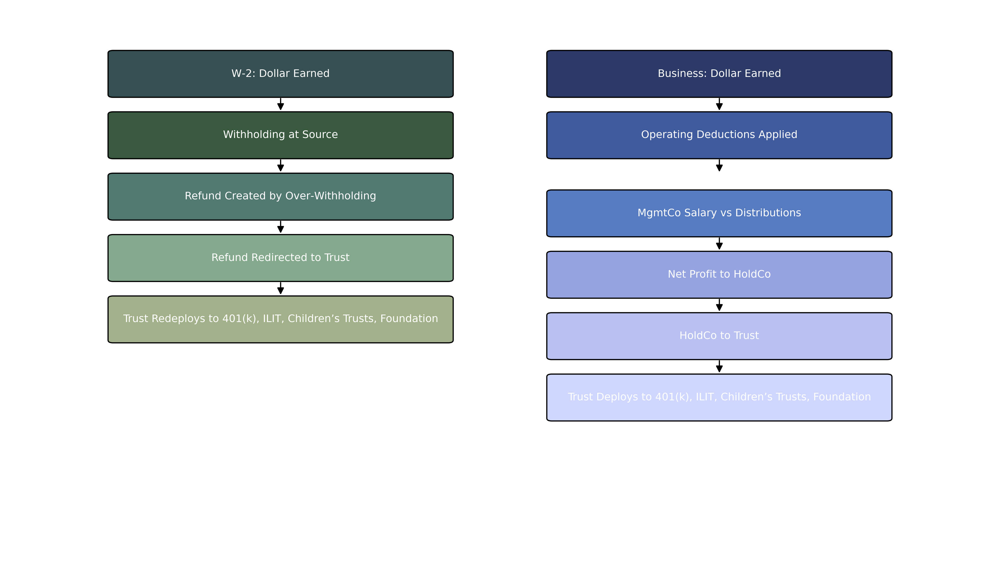 W-2: Dollar Earned
Withholding at Source
Refund Created by Over-Withholding
Refund Redirected to Trust
Trust Redeploys to 401(k), ILIT, Children’s Trusts, Foundation
Business: Dollar Earned
Operating Deductions Applied
MgmtCo Salary vs Distributions
Net Profit to HoldCo
HoldCo to Trust
Trust Deploys to 401(k), ILIT, Children’s Trusts, Foundation